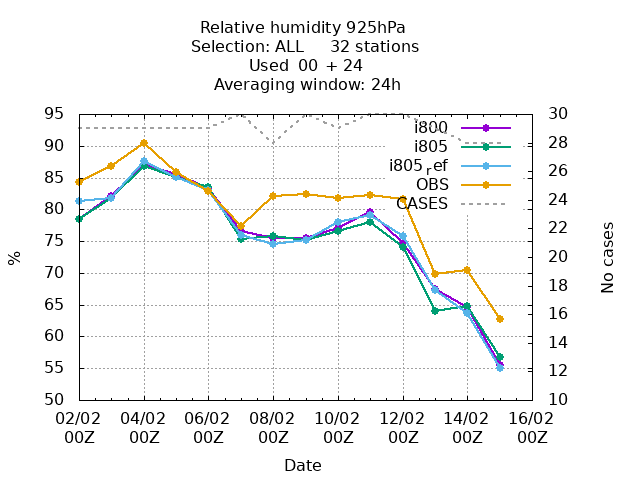 Relative humidity 925hPa
Selection: ALL     32 stations
Used  00 + 24
Averaging window: 24h
95
90
85
80
75
70
65
60
55
50
30
28
26
24
22
20
18
16
14
12
10
i800
i805
i805ref
OBS
CASES
%
No cases
02/02 04/02 06/02 08/02 10/02 12/02 14/02 16/02
00Z 00Z 00Z 00Z 00Z 00Z 00Z 00Z
Date